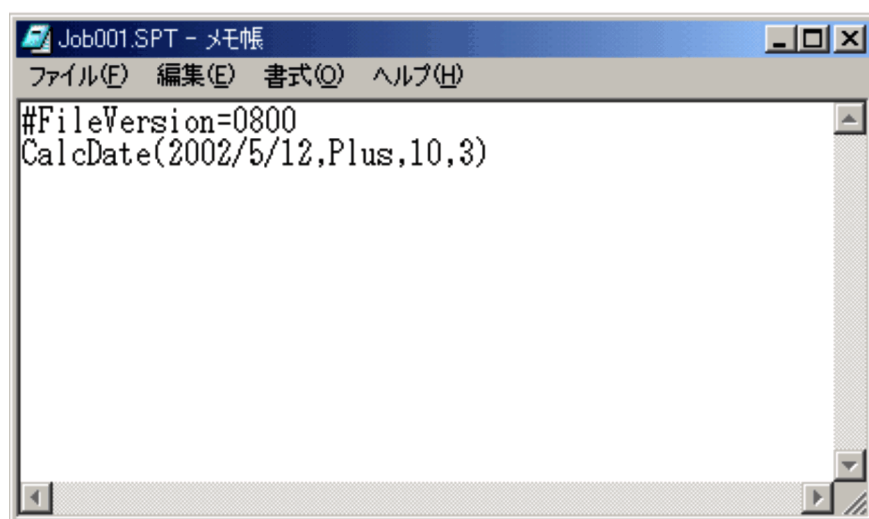 Job001.SPT - メモ帳
ファイル(F) 編集(E) 書式(O) ヘルプ(H)
#FileVersion=0800
CalcDate(2002/5/12,Plus,10,3)